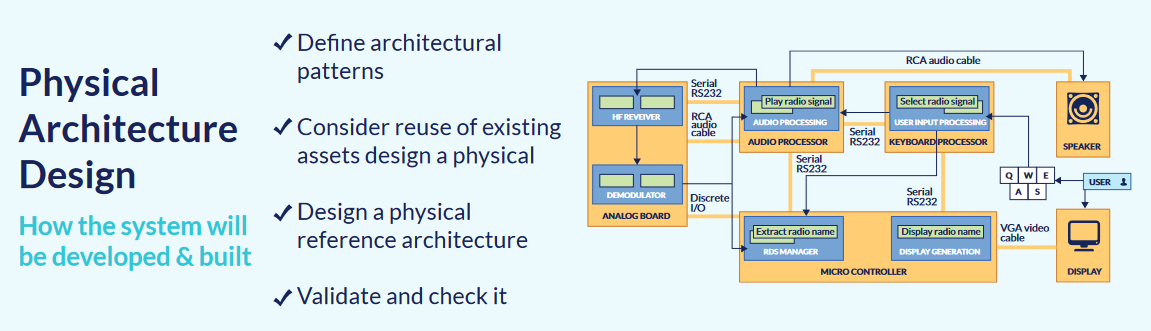 Physical
Architecture
Design
How the system will
be developed & built
Define architectural
patterns
Consider reuse of existing
assets design a physical
Design a physical
reference architecture
Validate and check it
RCA audio cable
Serial
RS232
RCA
audio
cable
HF REVEIVER
DEMODULATOR
ANALOG BOARD
Discrete
I/O
Play radio signal
AUDIO PROCESSING
AUDIO PROCESSOR
Serial
RS232
Serial
RS232
Select radio signal
USER INPUT PROCESSING
KEYBOARD PROCESSOR
Serial
RS232
SPEAKER
Q W E
A S
USER
Extract radio name
RDS MANAGER
Display radio name
DISPLAY GENERATION
MICRO CONTROLLER
VGA video
cable
DISPLAY